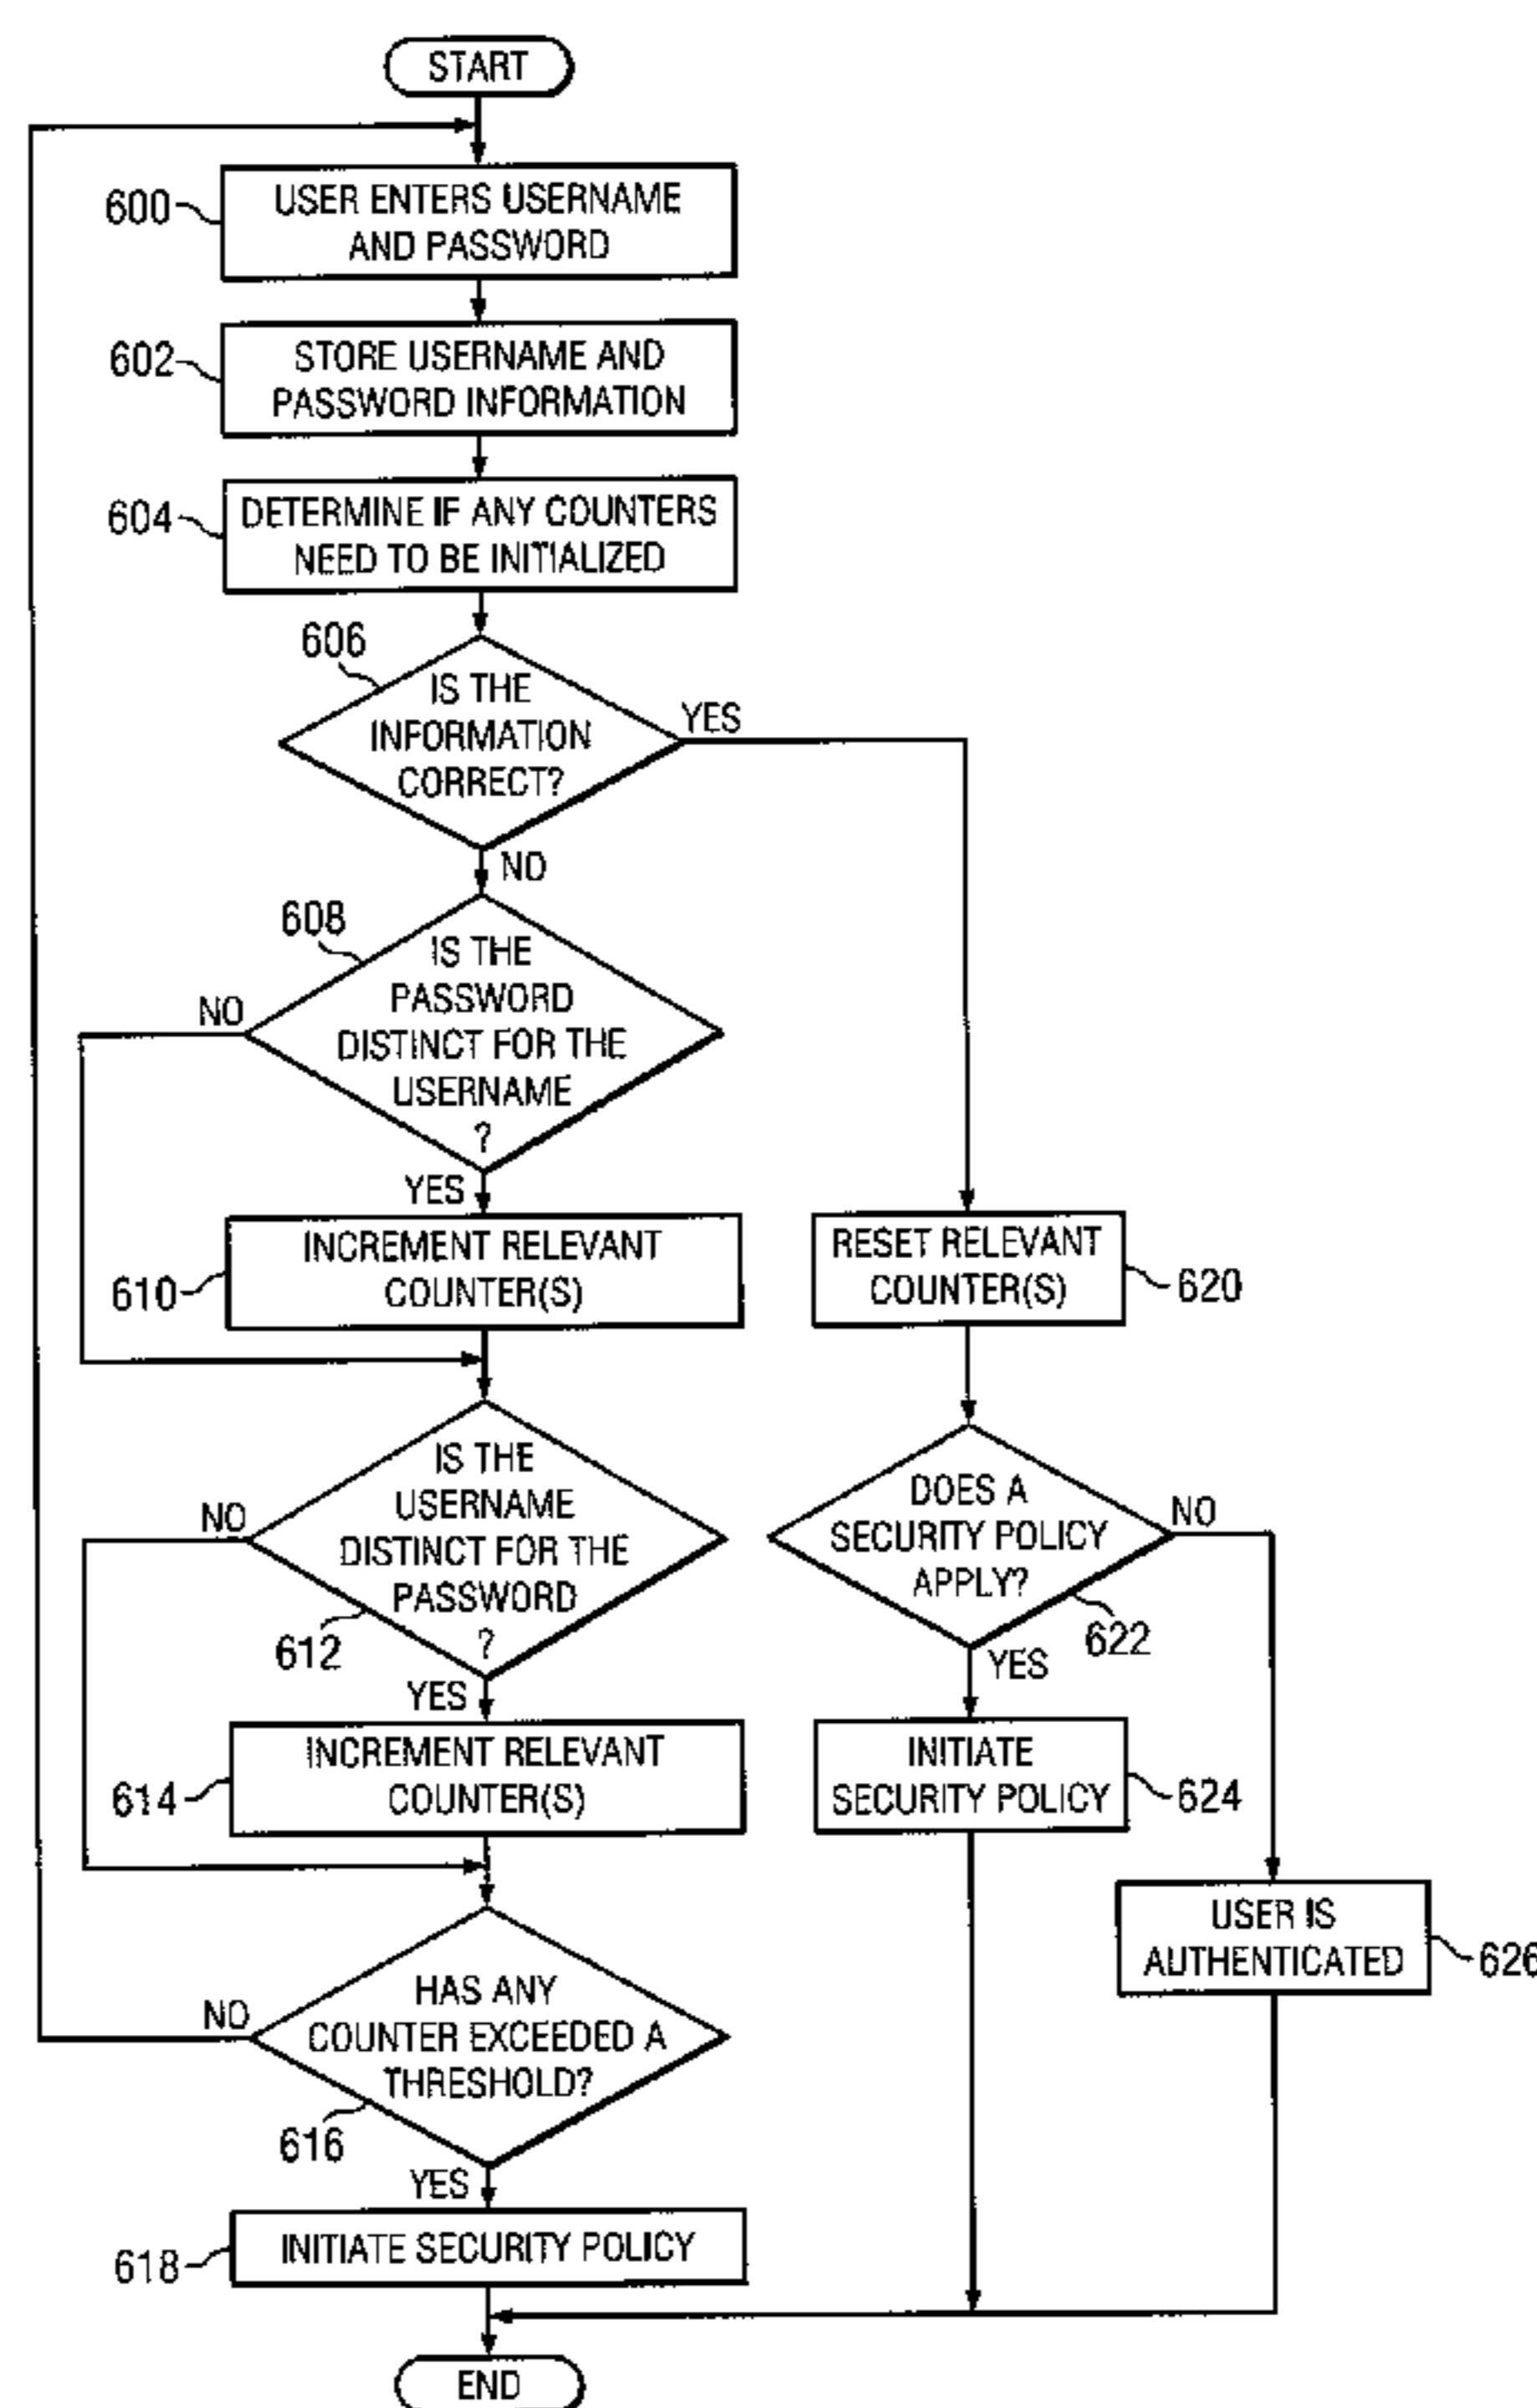 START
600
USER ENTERS USERNAME
AND PASSWORD
602
STORE USERNAME AND
PASSWORD INFORMATION
604
DETERMINE IF ANY COUNTERS
NEED TO BE INITIALIZED
606
IS THE
INFORMATION
CORRECT?
YES
NO
608
IS THE
PASSWORD
DISTINCT FOR THE
USERNAME
?
NO
YES
610
INCREMENT RELEVANT
COUNTER(S)
RESET RELEVANT
COUNTER(S)
620
IS THE
USERNAME
DISTINCT FOR THE
PASSWORD
?
NO
612
YES
DOES A
SECURITY POLICY
APPLY?
NO
622
YES
614
INCREMENT RELEVANT
COUNTER(S)
INITIATE
SECURITY POLICY
624
USER IS
AUTHENTICATED
626
HAS ANY
COUNTER EXCEEDED A
THRESHOLD?
NO
616
YES
618
INITIATE SECURITY POLICY
END